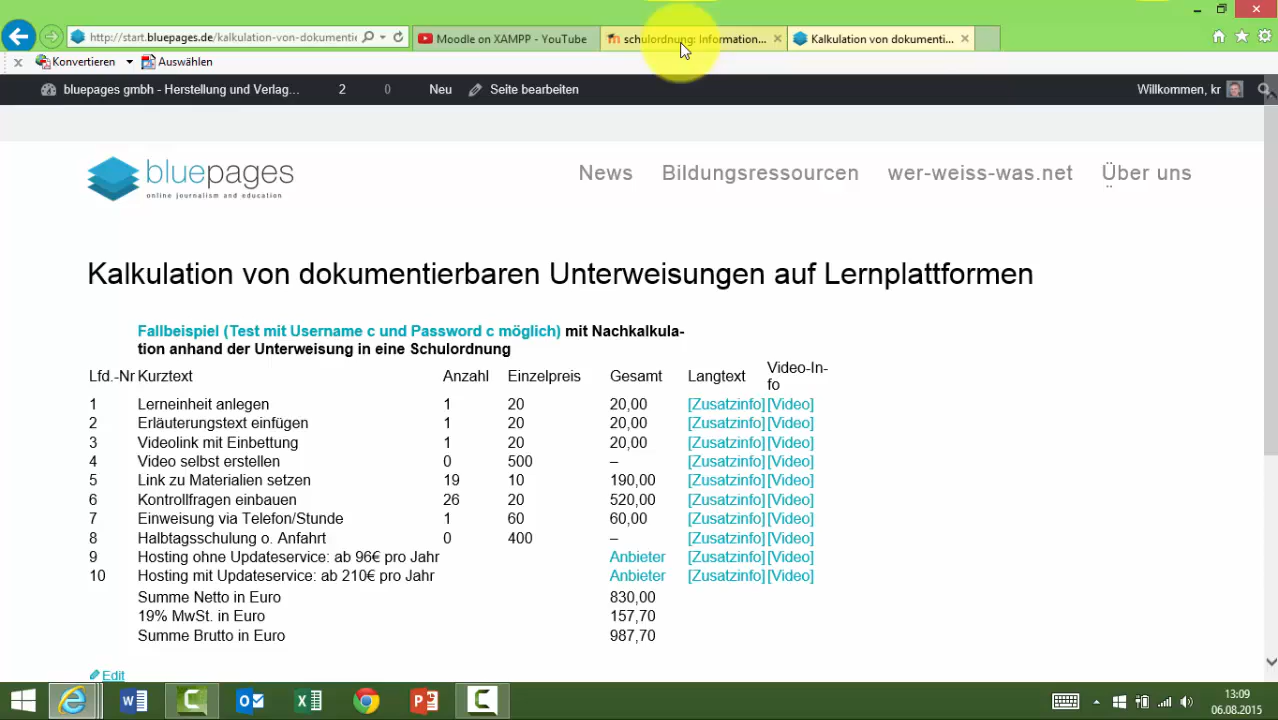 http://start.bluepages.de/kalkulation-von-dokumentie
Moodle on XAMPP - YouTube
schulordnung: Information...
Kalkulation von dokumenti...
Konvertieren
Auswählen
bluepages gmbh - Herstellung und Verlag...
2
0
Neu
Seite bearbeiten
Willkommen, kr
bluepages
online journalism and education
News
Bildungsressourcen
wer-weiss-was.net
Über uns
Kalkulation von dokumentierbaren Unterweisungen auf Lernplattformen
Fallbeispiel (Test mit Username c und Password c möglich) mit Nachkalkula-
tion anhand der Unterweisung in eine Schulordnung
Lfd.-Nr Kurztext Anzahl Einzelpreis Gesamt Langtext Video-In-
fo
1 Lerneinheit anlegen 1 20 20,00 [Zusatzinfo] [Video]
2 Erläuterungstext einfügen 1 20 20,00 [Zusatzinfo] [Video]
3 Videolink mit Einbettung 1 20 20,00 [Zusatzinfo] [Video]
4 Video selbst erstellen 0 500 – [Zusatzinfo] [Video]
5 Link zu Materialien setzen 19 10 190,00 [Zusatzinfo] [Video]
6 Kontrollfragen einbauen 26 20 520,00 [Zusatzinfo] [Video]
7 Einweisung via Telefon/Stunde 1 60 60,00 [Zusatzinfo] [Video]
8 Halbtagsschulung o. Anfahrt 0 400 – [Zusatzinfo] [Video]
9 Hosting ohne Updateservice: ab 96€ pro Jahr Anbieter [Zusatzinfo] [Video]
10 Hosting mit Updateservice: ab 210€ pro Jahr Anbieter [Zusatzinfo] [Video]
Summe Netto in Euro 830,00
19% MwSt. in Euro 157,70
Summe Brutto in Euro 987,70
Edit
13:09
06.08.2015